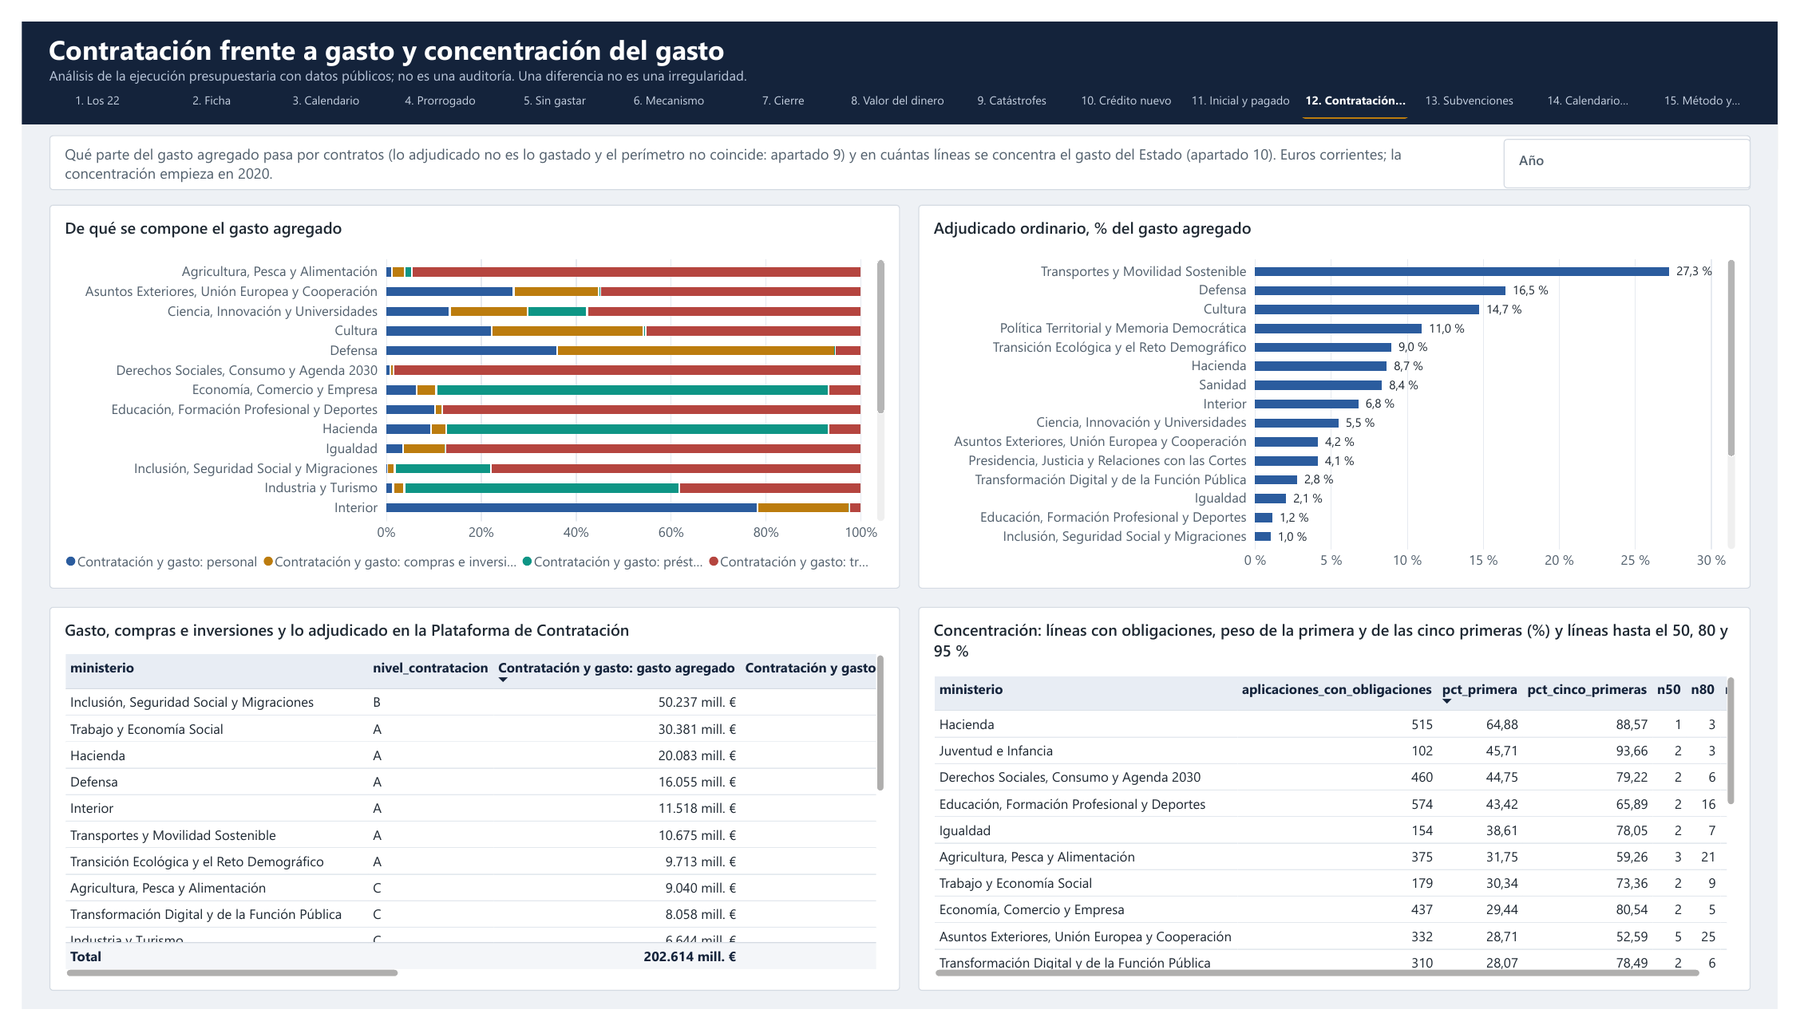 Contratación frente a gasto y concentración del gasto
Análisis de la ejecución presupuestaria con datos públicos; no es una auditoría. Una diferencia no es una irregularidad.
1. Los 22 2. Ficha 3. Calendario 4. Prorrogado 5. Sin gastar 6. Mecanismo 7. Cierre 8. Valor del dinero 9. Catástrofes 10. Crédito nuevo 11. Inicial y pagado 12. Contratación... 13. Subvenciones 14. Calendario... 15. Método y...
Qué parte del gasto agregado pasa por contratos (lo adjudicado no es lo gastado y el perímetro no coincide: apartado 9) y en cuántas líneas se concentra el gasto del Estado (apartado 10). Euros corrientes; la
concentración empieza en 2020.
Año
De qué se compone el gasto agregado
Agricultura, Pesca y Alimentación
Asuntos Exteriores, Unión Europea y Cooperación
Ciencia, Innovación y Universidades
Cultura
Defensa
Derechos Sociales, Consumo y Agenda 2030
Economía, Comercio y Empresa
Educación, Formación Profesional y Deportes
Hacienda
Igualdad
Inclusión, Seguridad Social y Migraciones
Industria y Turismo
Interior
0% 20% 40% 60% 80% 100%
Contratación y gasto: personal Contratación y gasto: compras e inversi... Contratación y gasto: prést... Contratación y gasto: tr...
Adjudicado ordinario, % del gasto agregado
Transportes y Movilidad Sostenible 27,3 %
Defensa 16,5 %
Cultura 14,7 %
Política Territorial y Memoria Democrática 11,0 %
Transición Ecológica y el Reto Demográfico 9,0 %
Hacienda 8,7 %
Sanidad 8,4 %
Interior 6,8 %
Ciencia, Innovación y Universidades 5,5 %
Asuntos Exteriores, Unión Europea y Cooperación 4,2 %
Presidencia, Justicia y Relaciones con las Cortes 4,1 %
Transformación Digital y de la Función Pública 2,8 %
Igualdad 2,1 %
Educación, Formación Profesional y Deportes 1,2 %
Inclusión, Seguridad Social y Migraciones 1,0 %
0 % 5 % 10 % 15 % 20 % 25 % 30 %
Gasto, compras e inversiones y lo adjudicado en la Plataforma de Contratación
ministerio nivel_contratacion Contratación y gasto: gasto agregado Contratación y gasto
Inclusión, Seguridad Social y Migraciones B 50.237 mill. €
Trabajo y Economía Social A 30.381 mill. €
Hacienda A 20.083 mill. €
Defensa A 16.055 mill. €
Interior A 11.518 mill. €
Transportes y Movilidad Sostenible A 10.675 mill. €
Transición Ecológica y el Reto Demográfico A 9.713 mill. €
Agricultura, Pesca y Alimentación C 9.040 mill. €
Transformación Digital y de la Función Pública C 8.058 mill. €
Industria y Turismo C 6.644 mill. €
Total 202.614 mill. €
Concentración: líneas con obligaciones, peso de la primera y de las cinco primeras (%) y líneas hasta el 50, 80 y
95 %
ministerio aplicaciones_con_obligaciones pct_primera pct_cinco_primeras n50 n80
Hacienda 515 64,88 88,57 1 3
Juventud e Infancia 102 45,71 93,66 2 3
Derechos Sociales, Consumo y Agenda 2030 460 44,75 79,22 2 6
Educación, Formación Profesional y Deportes 574 43,42 65,89 2 16
Igualdad 154 38,61 78,05 2 7
Agricultura, Pesca y Alimentación 375 31,75 59,26 3 21
Trabajo y Economía Social 179 30,34 73,36 2 9
Economía, Comercio y Empresa 437 29,44 80,54 2 5
Asuntos Exteriores, Unión Europea y Cooperación 332 28,71 52,59 5 25
Transformación Digital y de la Función Pública 310 28,07 78,49 2 6